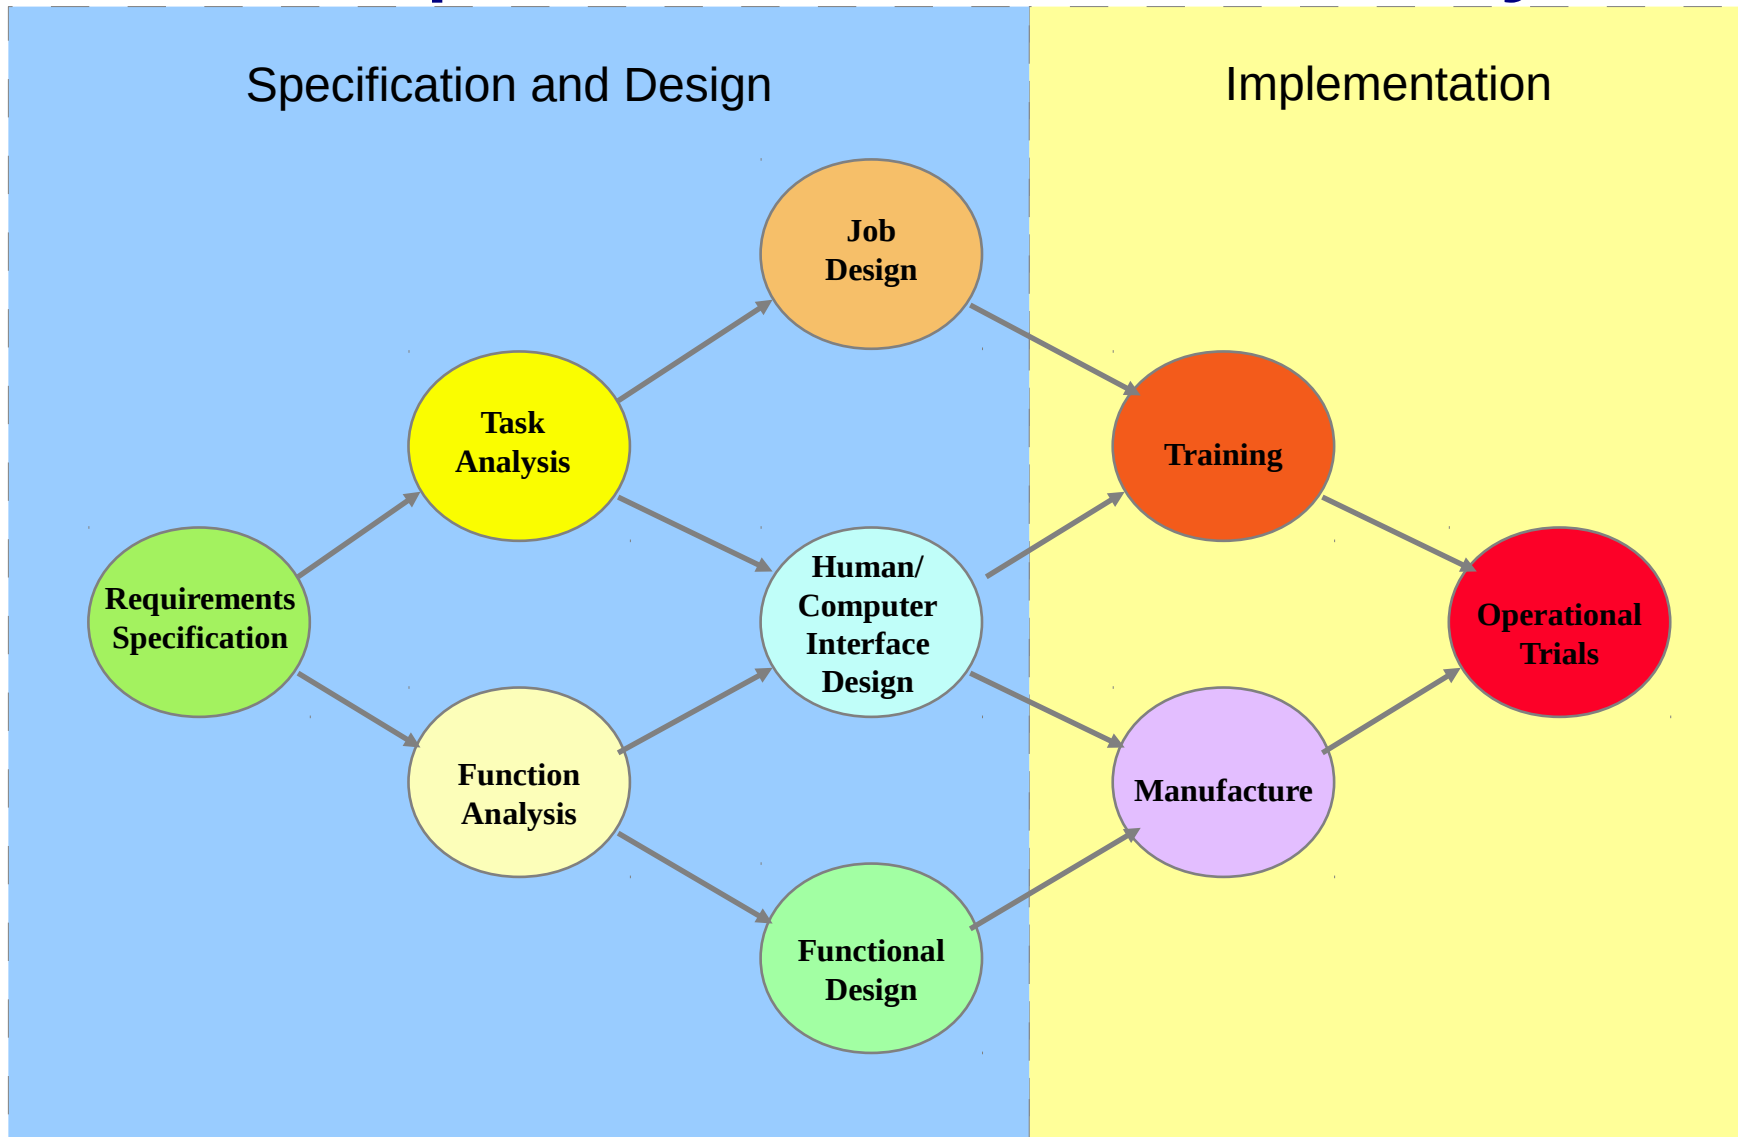 Specification and Design
Implementation
Job
Design
Task
Analysis
Training
Human/
Computer
Interface
Design
Requirements
Specification
Operational
Trials
Function
Analysis
Manufacture
Functional
Design